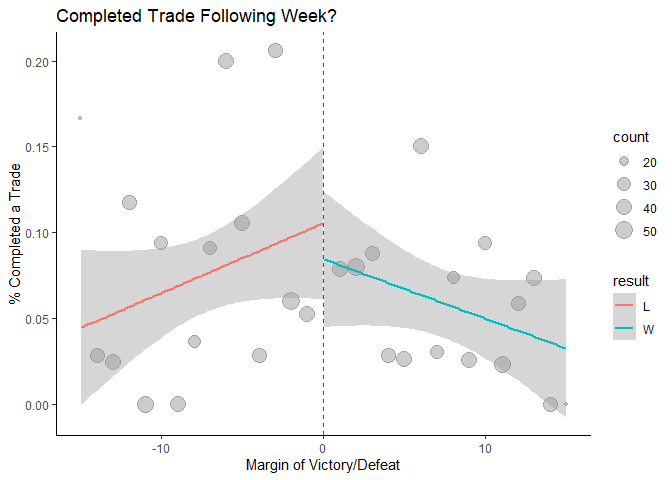 Completed Trade Following Week?
% Completed a Trade
0.20
0.15
0.10
0.05
0.00
-10
0
10
Margin of Victory/Defeat
count
20
30
40
50
result
L
W